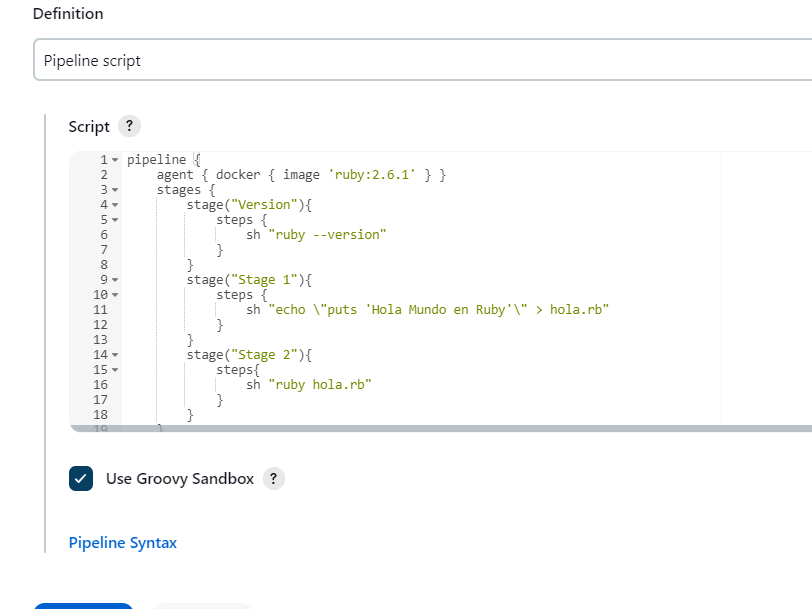 Definition
Pipeline script
Script ?
1 pipeline {
2 agent { docker { image 'ruby:2.6.1' } }
3 stages {
4 stage("Version"){
5 steps {
6 sh "ruby --version"
7 }
8 }
9 stage("Stage 1"){
10 steps {
11 sh "echo \"puts 'Hola Mundo en Ruby'\" > hola.rb"
12 }
13 }
14 stage("Stage 2"){
15 steps{
16 sh "ruby hola.rb"
17 }
18 }
19 }
Use Groovy Sandbox ?
Pipeline Syntax